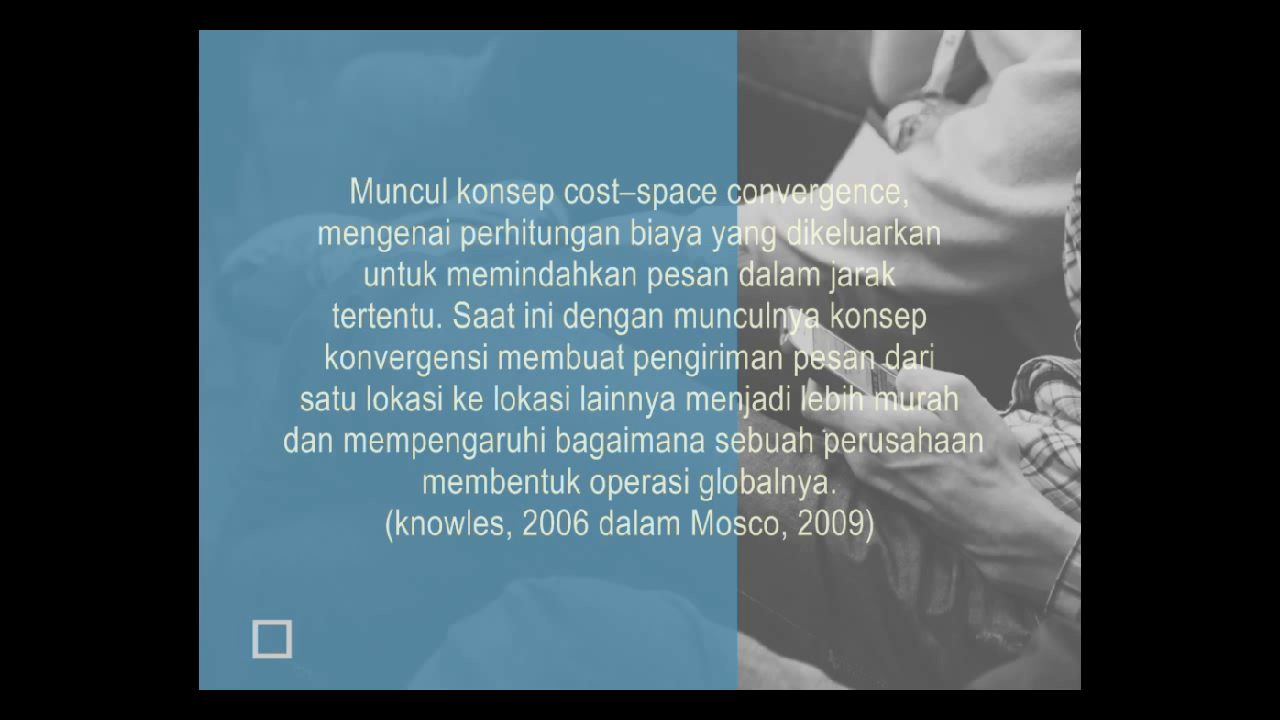 Muncul konsep cost–space convergence,
mengenai perhitungan biaya yang dikeluarkan
untuk memindahkan pesan dalam jarak
tertentu. Saat ini dengan munculnya konsep
konvergensi membuat pengiriman pesan dari
satu lokasi ke lokasi lainnya menjadi lebih murah
dan mempengaruhi bagaimana sebuah perusahaan
membentuk operasi globalnya.
(knowles, 2006 dalam Mosco, 2009)